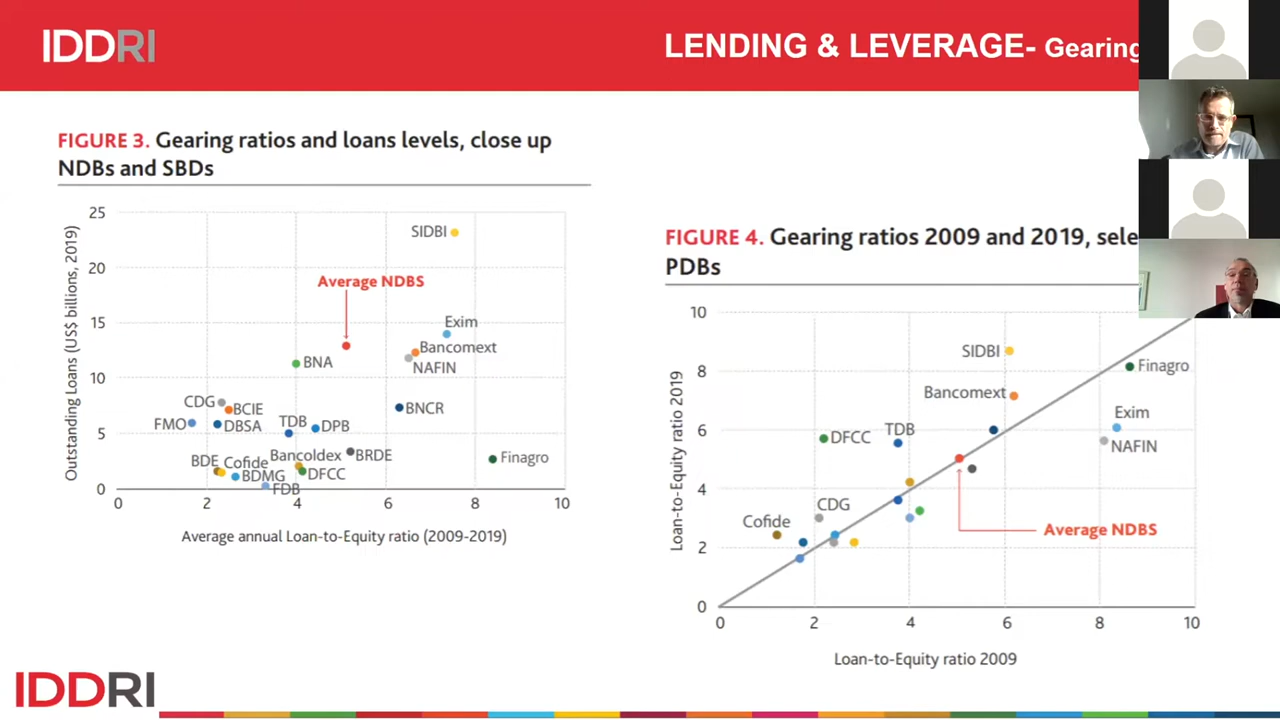 IDDRI
LENDING & LEVERAGE- Gearing
FIGURE 3. Gearing ratios and loans levels, close up
NDBs and SBDs
Outstanding Loans (US$ billions, 2019)
25
20
15
10
5
0
SIDBI
Average NDBS
Exim
Bancomext
NAFIN
BNA
CDG
BCIE
FMO
DBSA
TDB
DPB
BNCR
BDE
Cofide
BDMG
FDB
Bancoldex
DFCC
BRDE
Finagro
0
2
4
6
8
10
Average annual Loan-to-Equity ratio (2009-2019)
FIGURE 4. Gearing ratios 2009 and 2019, sele
PDBs
Loan-to-Equity ratio 2019
10
8
6
4
2
0
SIDBI
Finagro
Bancomext
Exim
DFCC
TDB
NAFIN
CDG
Cofide
Average NDBS
0
2
4
6
8
10
Loan-to-Equity ratio 2009
IDDRI